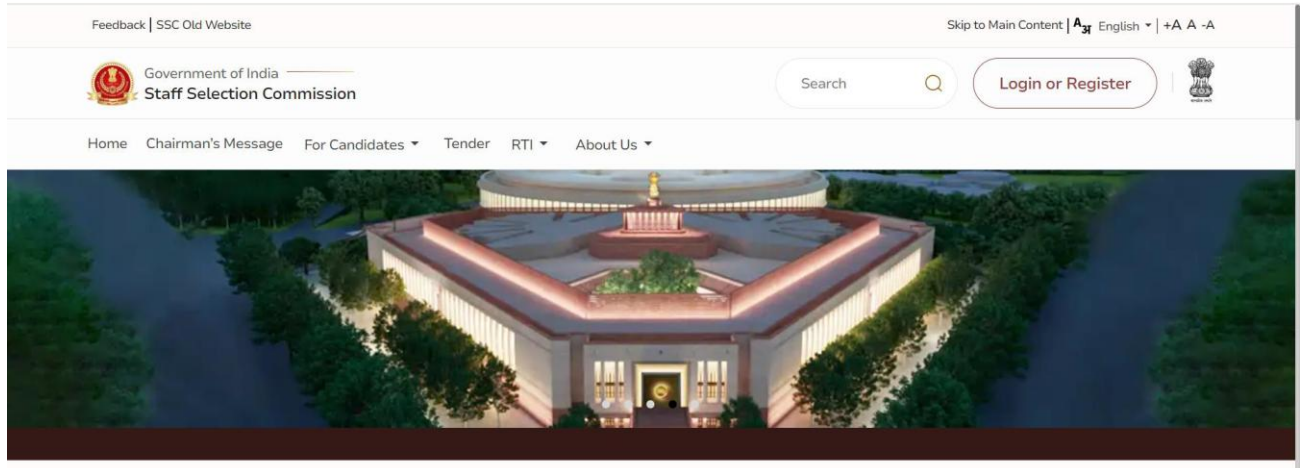 Feedback | SSC Old Website
Skip to Main Content | Aअ English | +A A -A
Government of India
Staff Selection Commission
Search
Login or Register
Home Chairman's Message For Candidates Tender RTI About Us